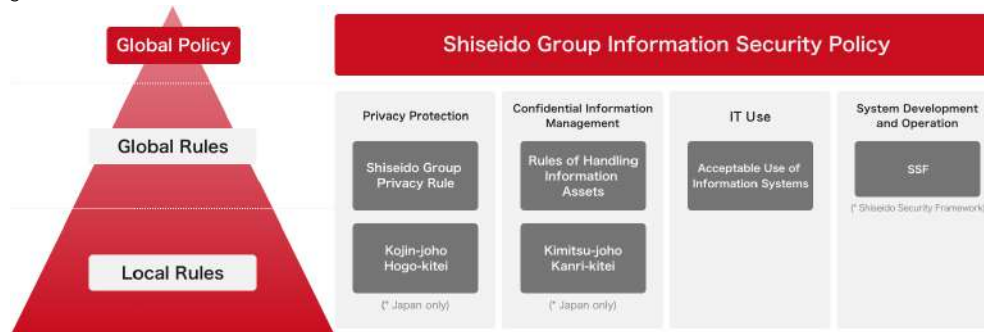 Global Policy
Shiseido Group Information Security Policy
Global Rules
Privacy Protection
Shiseido Group
Privacy Rule
Confidential Information
Management
Rules of Handling
Information
Assets
IT Use
Acceptable Use of
Information Systems
System Development
and Operation
SSF
(* Shiseido Security Framework)
Local Rules
Kojin-joho
Hogo-kitei
(* Japan only)
Kimitsu-joho
Kanri-kitei
(* Japan only)